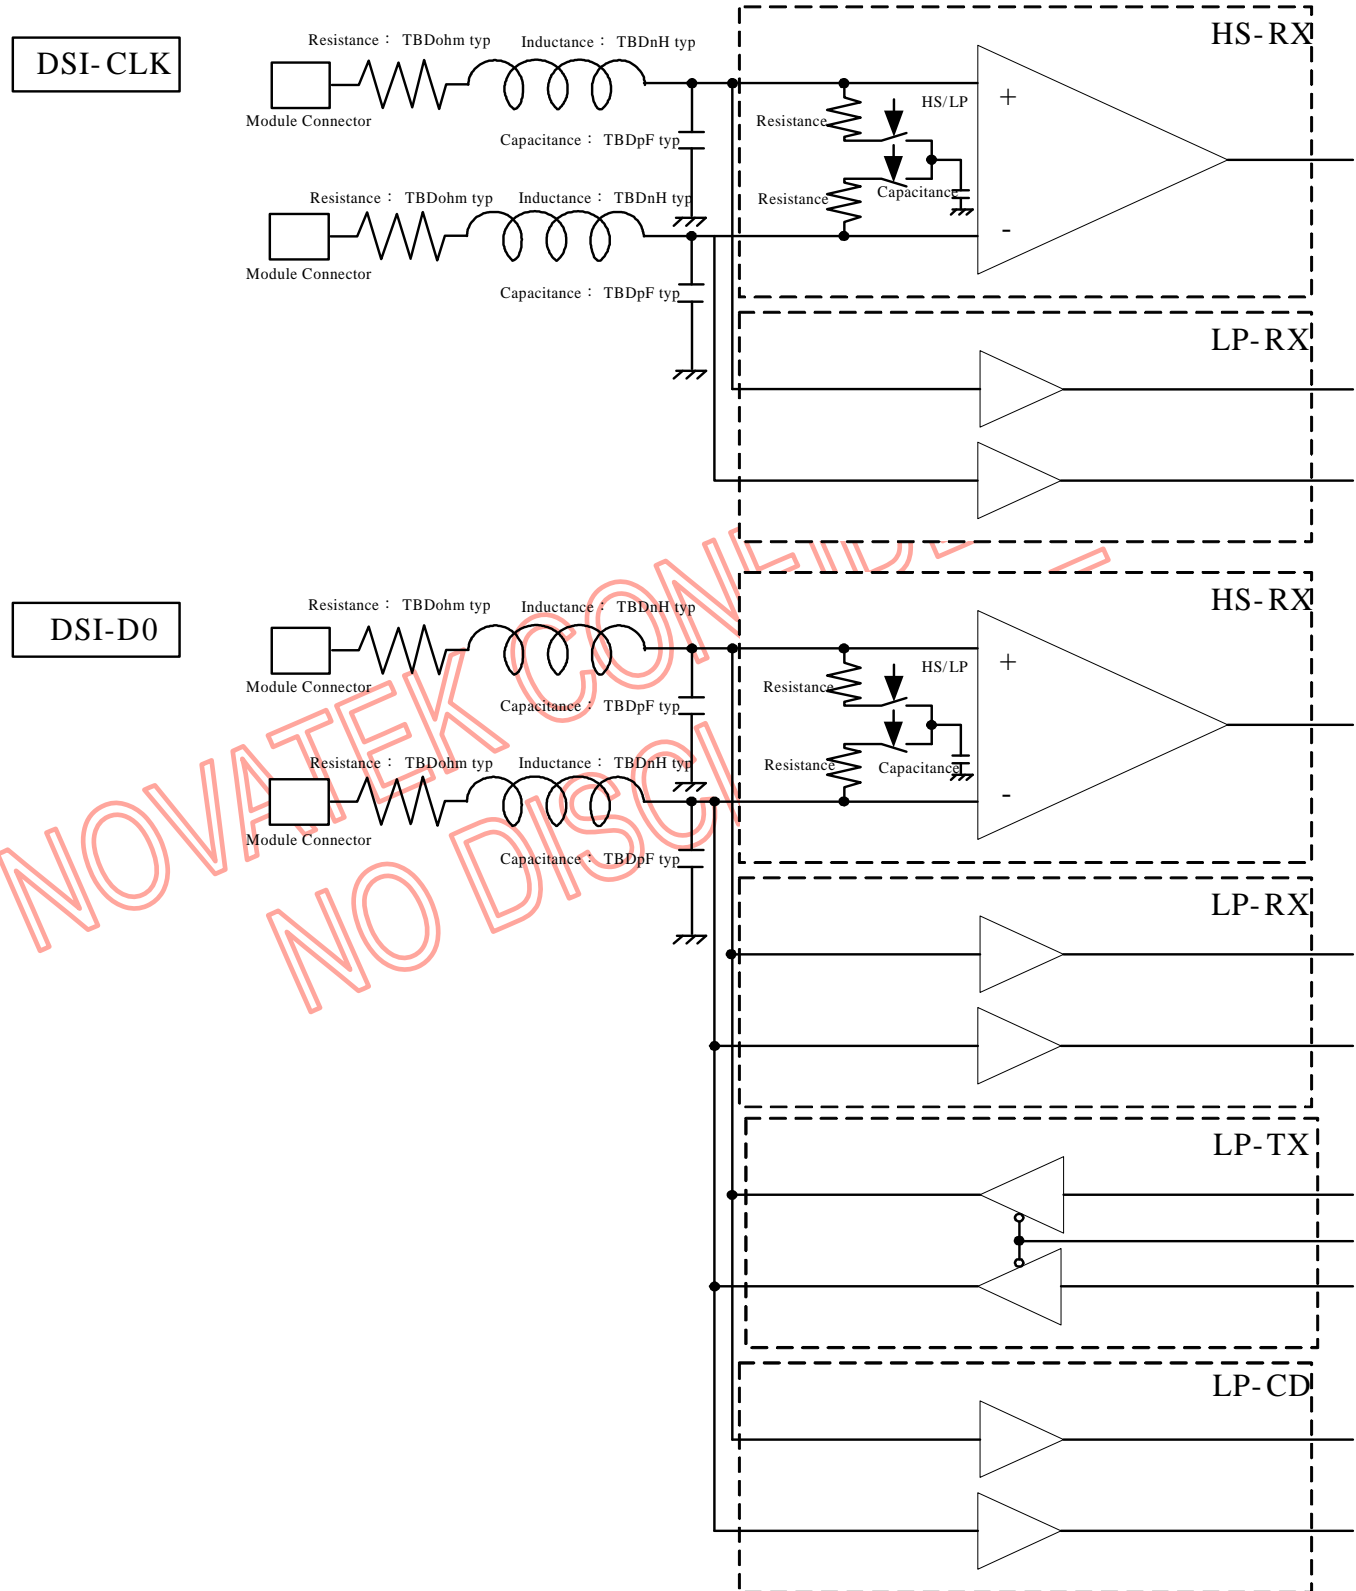 DSI-CLK
Resistance: TBDohm typ
Inductance: TBDnH typ
HS-RX
Module Connector
Capacitance: TBDpF typ
Resistance
HS/LP
+
Resistance: TBDohm typ
Inductance: TBDnH typ
Resistance
Capacitance
Module Connector
-
Capacitance: TBDpF typ
LP-RX
DSI-D0
Resistance: TBDohm typ
Inductance: TBDnH typ
HS-RX
Module Connector
Capacitance: TBDpF typ
Resistance
HS/LP
+
Resistance: TBDohm typ
Inductance: TBDnH typ
Resistance
Capacitance
Module Connector
-
Capacitance: TBDpF typ
LP-RX
LP-TX
LP-CD
NOVATEK
NO